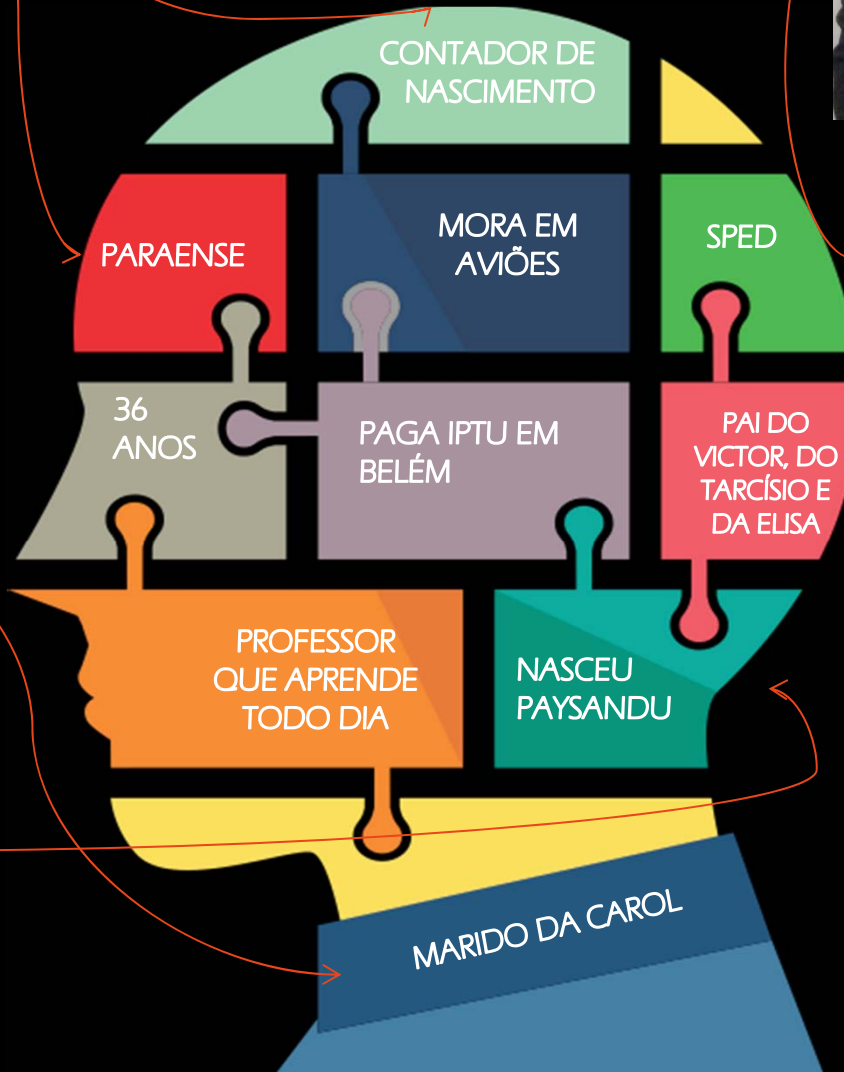 CONTADOR DE
NASCIMENTO
PARAENSE
MORA EM
AVIÕES
SPED
36
ANOS
PAGA IPTU EM
BELÉM
PAI DO
VICTOR, DO
TARCÍSIO E
DA ELISA
PROFESSOR
QUE APRENDE
TODO DIA
NASCEU
PAYSANDU
MARIDO DA CAROL